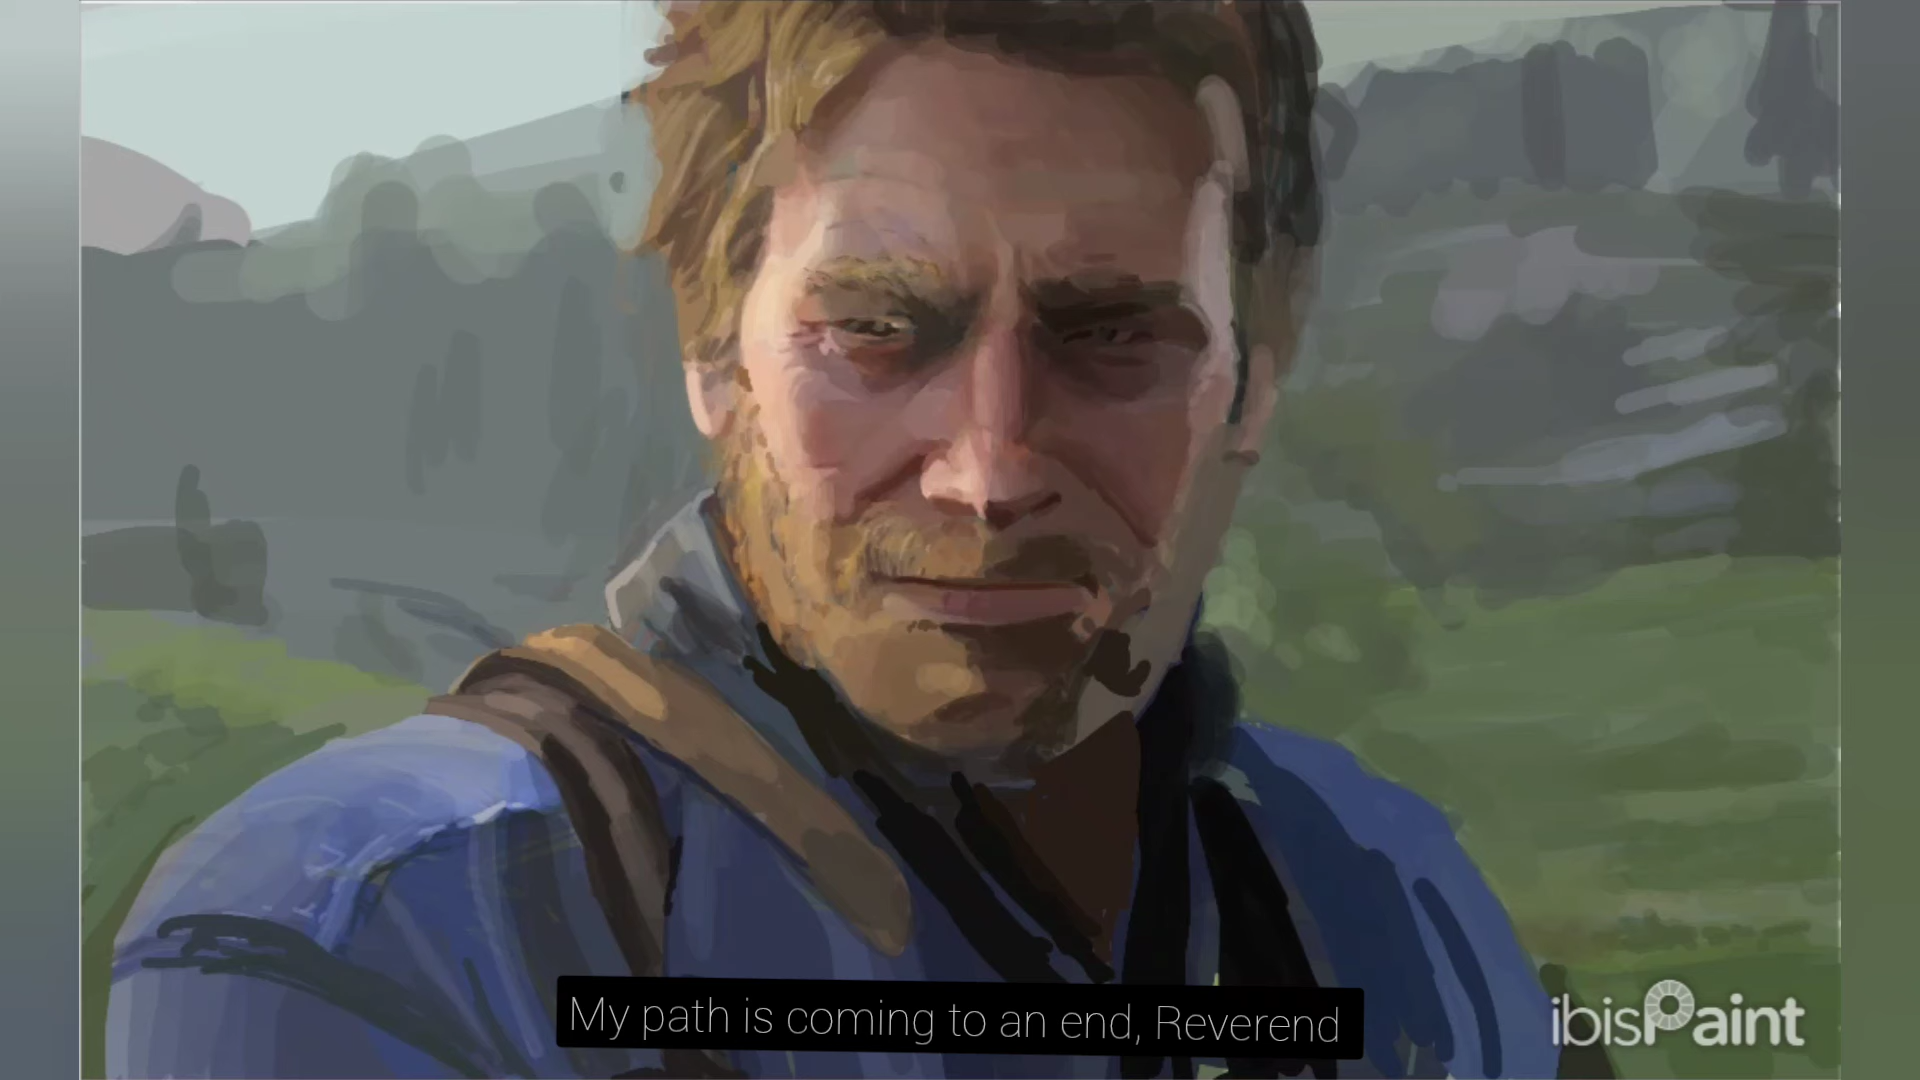 My path is coming to an end, Reverend
ibisPaint